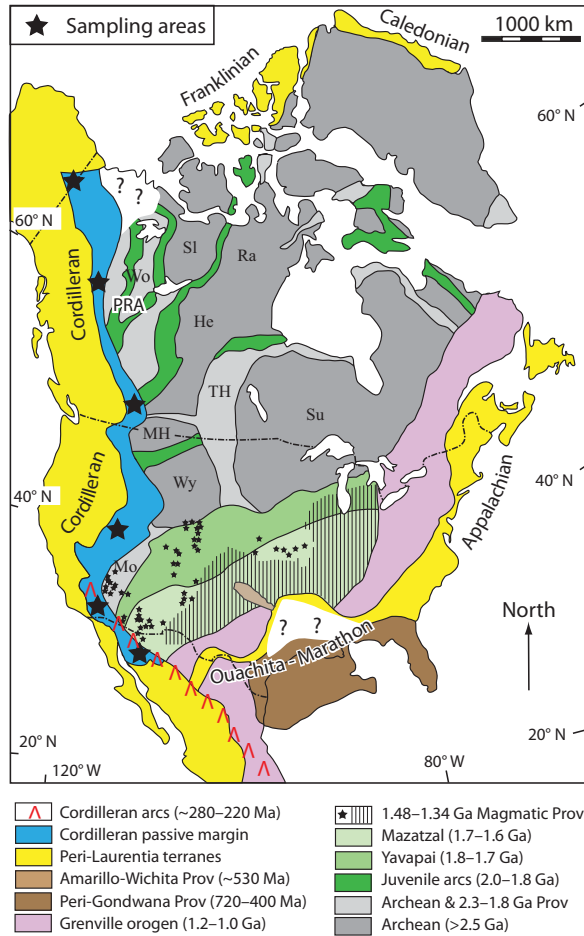 Sampling areas
1000 km
Caledonian
Franklinian
60° N
60° N
? ?
Sl
Ra
Wo
PRA
Cordilleran
He
TH
MH
Su
Wy
40° N
40° N
Cordilleran
Appalachian
Mo
North
? ?
Ouachita - Marathon
20° N
20° N
120°W
80° W
Cordilleran arcs (~280–220 Ma)
Cordilleran passive margin
Peri-Laurentia terranes
Amarillo-Wichita Prov (~530 Ma)
Peri-Gondwana Prov (720–400 Ma)
Grenville orogen (1.2–1.0 Ga)
1.48–1.34 Ga Magmatic Prov
Mazatzal (1.7–1.6 Ga)
Yavapai (1.8–1.7 Ga)
Juvenile arcs (2.0–1.8 Ga)
Archean & 2.3–1.8 Ga Prov
Archean (>2.5 Ga)